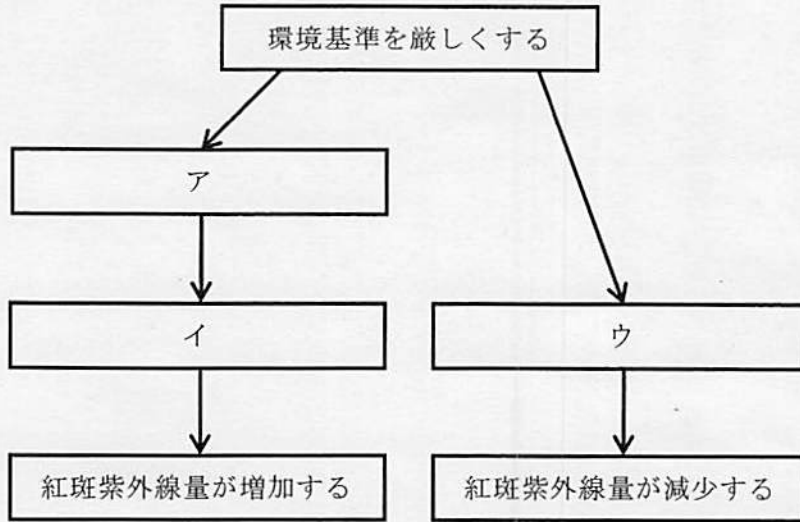 環境基準を厳しくする
ア
イ
ウ
紅斑紫外線量が増加する
紅斑紫外線量が減少する